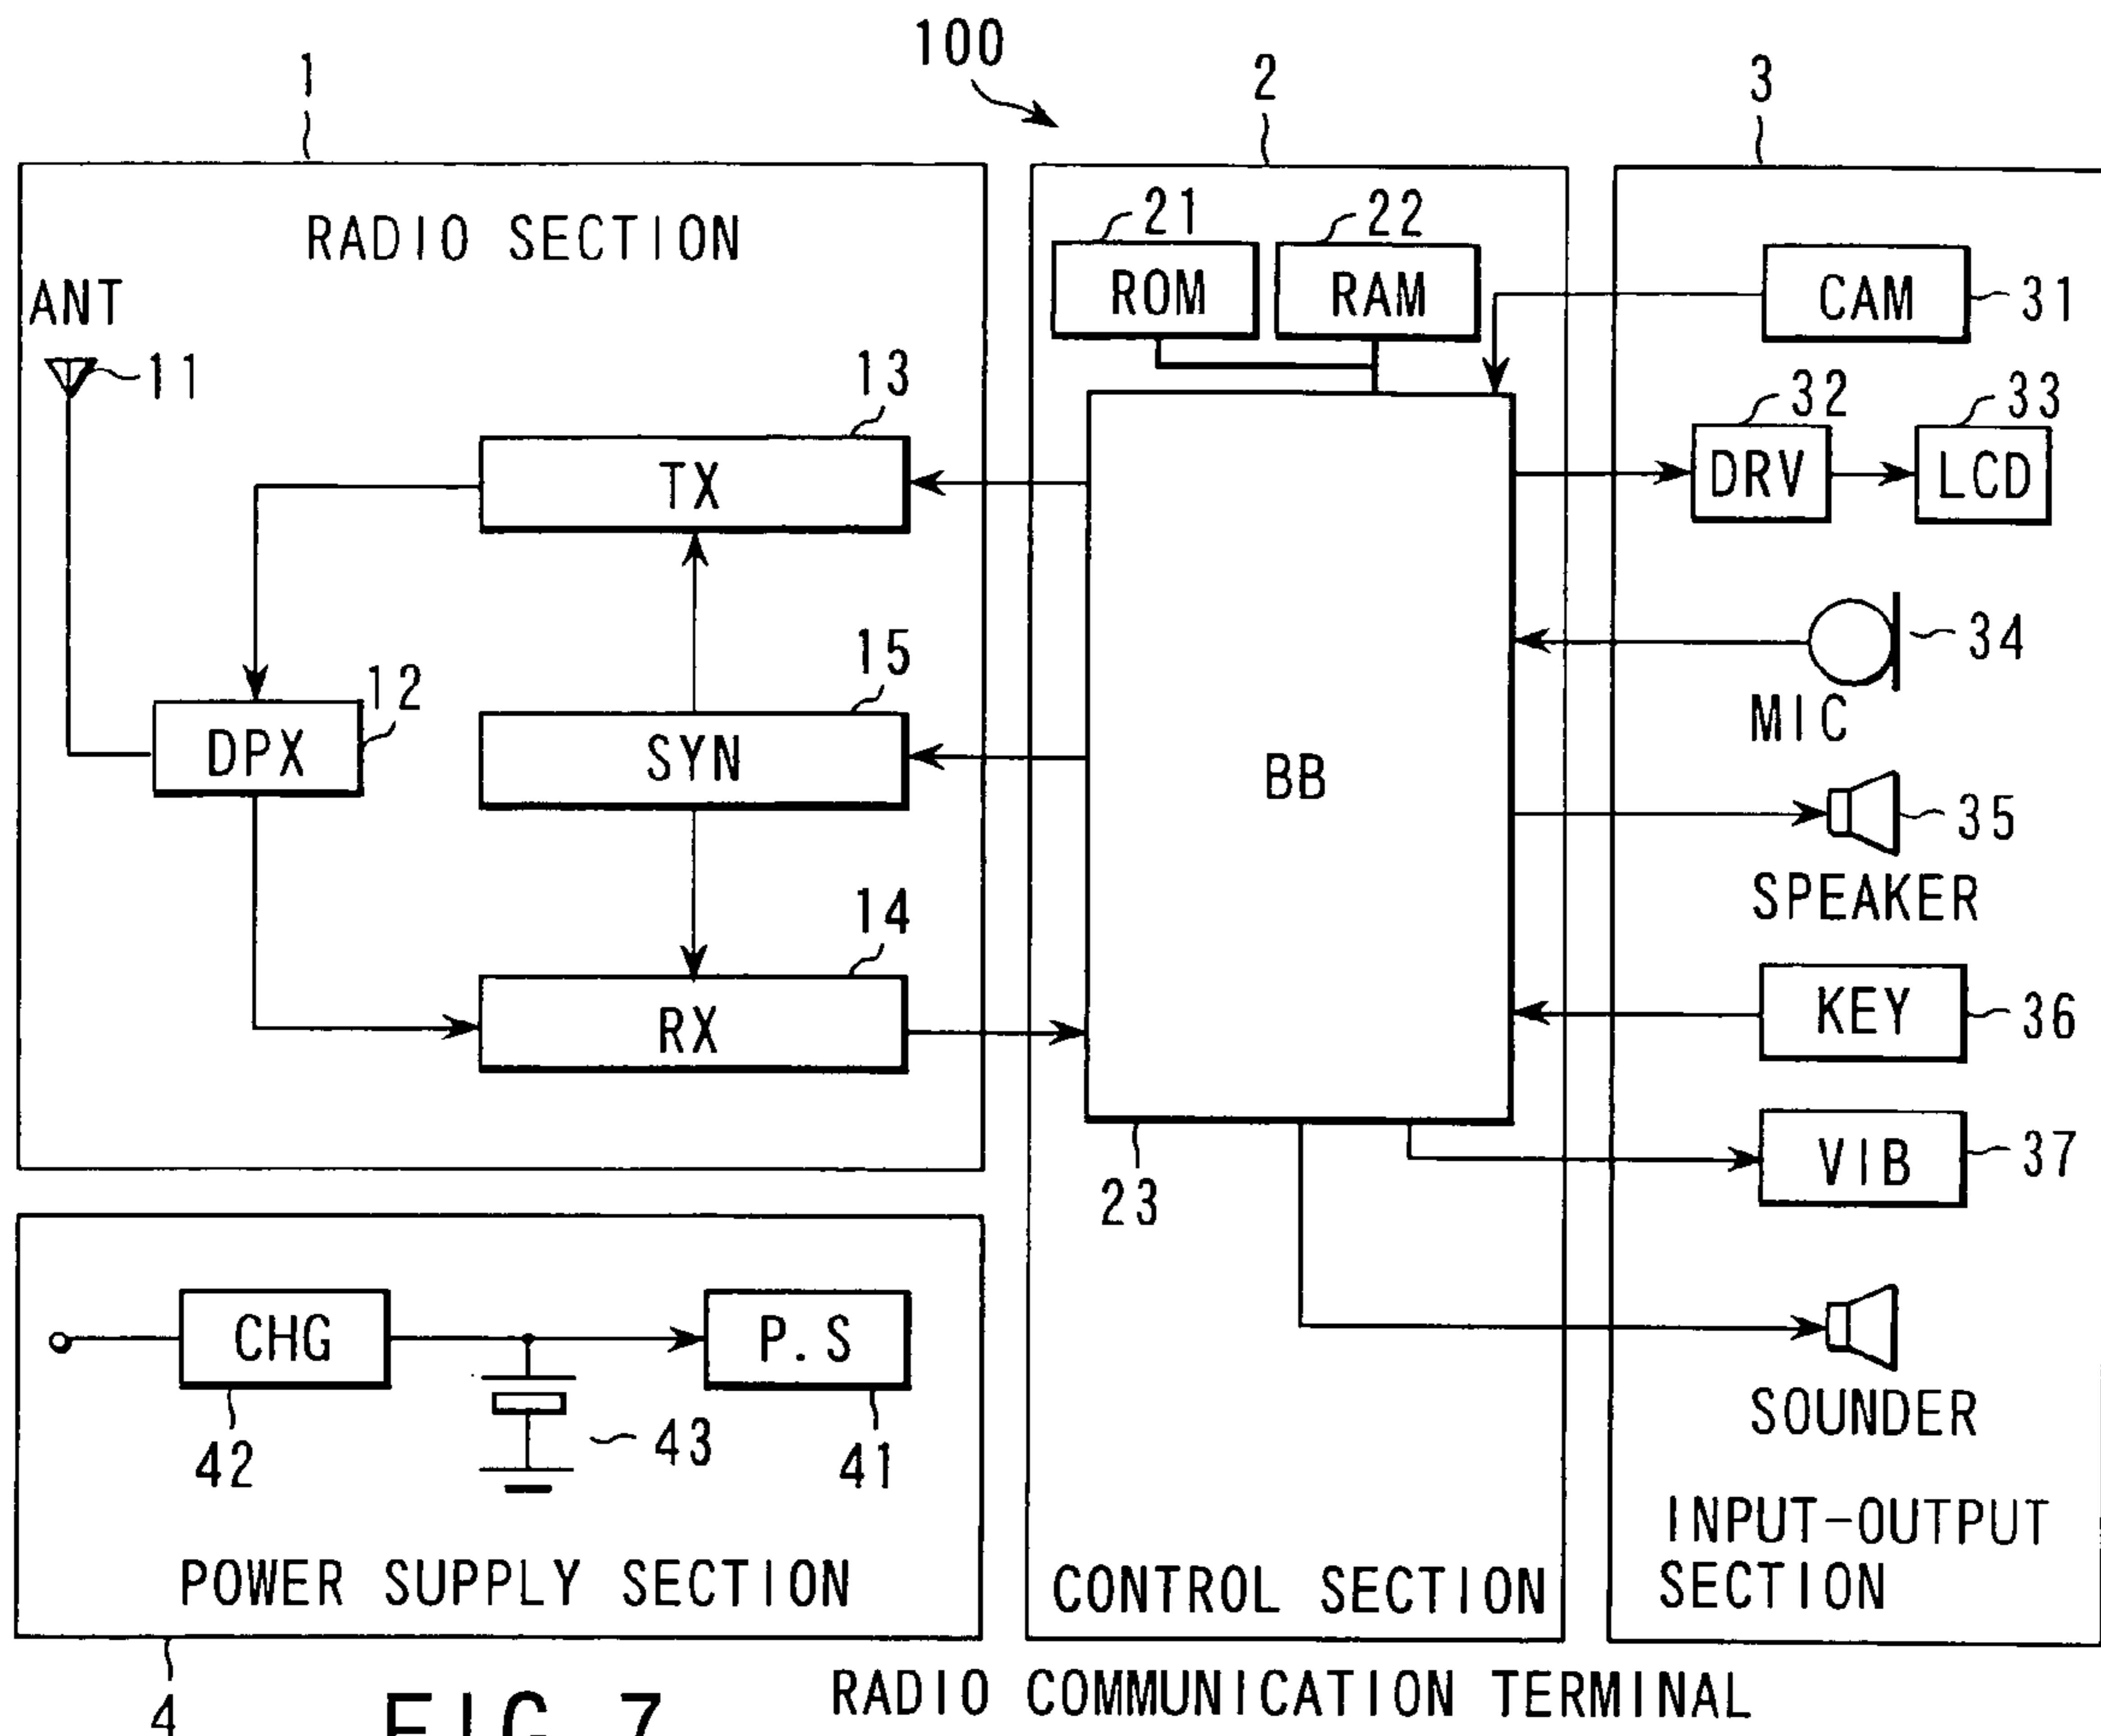 100
1
2
3
RADIO SECTION
ANT
11
13
TX
15
SYN
12
DPX
14
RX
21
ROM
22
RAM
BB
23
CAM
31
32
DRV
33
LCD
34
MIC
35
SPEAKER
KEY
36
VIB
37
SOUNDER
INPUT-OUTPUT
SECTION
CONTROL SECTION
CHG
42
43
P.S
41
POWER SUPPLY SECTION
4
FIG. 7
RADIO COMMUNICATION TERMINAL